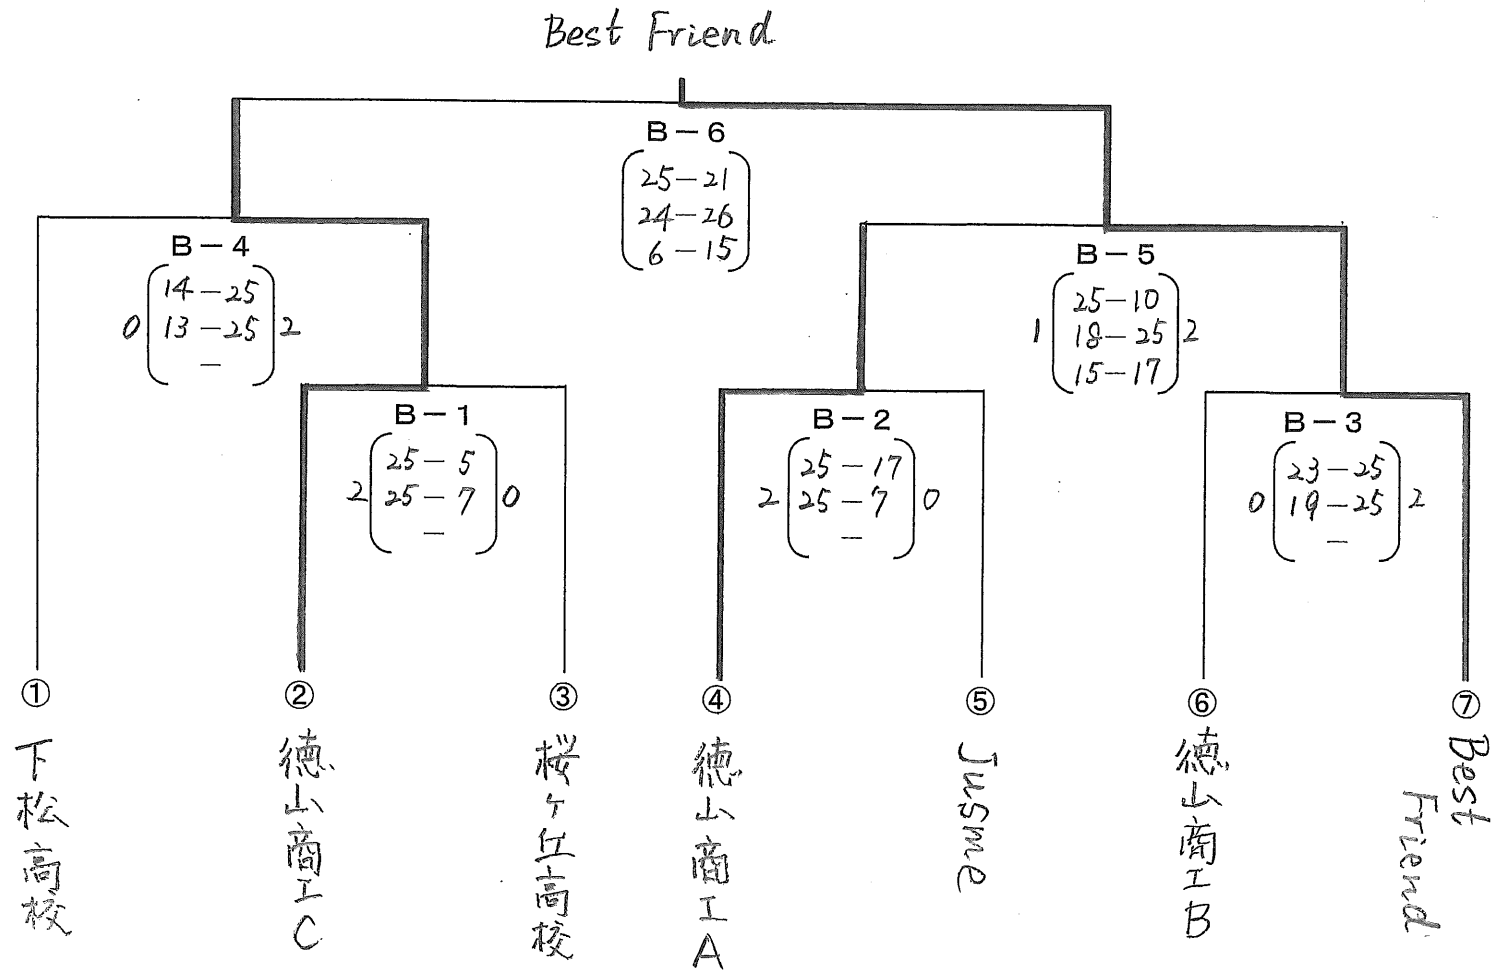 Best Friend
B－6
25－21
24－26
6－15
B－4
14－25
0 13－25 2
－
B－5
25－10
1 18－25 2
15－17
B－1
25－5
2 25－7 0
－
B－2
25－17
2 25－7 0
－
B－3
23－25
0 19－25 2
－
① ② ③ ④ ⑤ ⑥ ⑦
下松高校
徳山商工C
桜ヶ丘高校
徳山商工A
Jusme
徳山商工B
Best
Friend